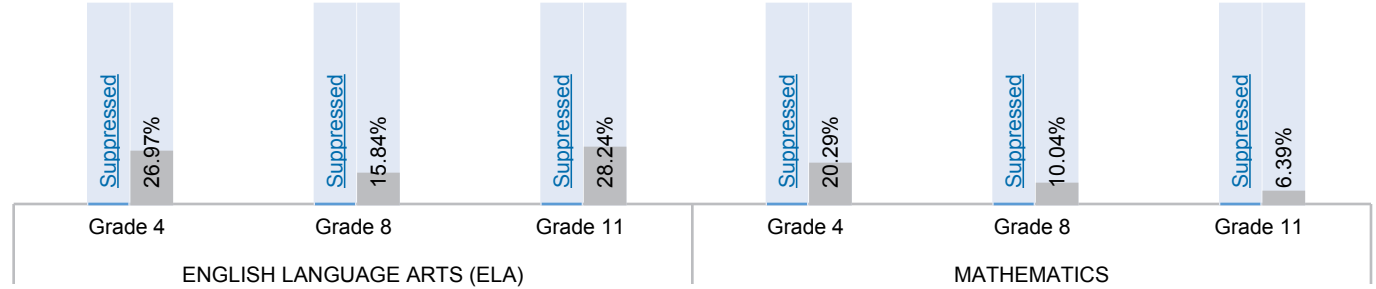 Suppressed
26.97%
Suppressed
15.84%
Suppressed
28.24%
Suppressed
20.29%
Suppressed
10.04%
Suppressed
6.39%
Grade 4
Grade 8
Grade 11
Grade 4
Grade 8
Grade 11
ENGLISH LANGUAGE ARTS (ELA)
MATHEMATICS